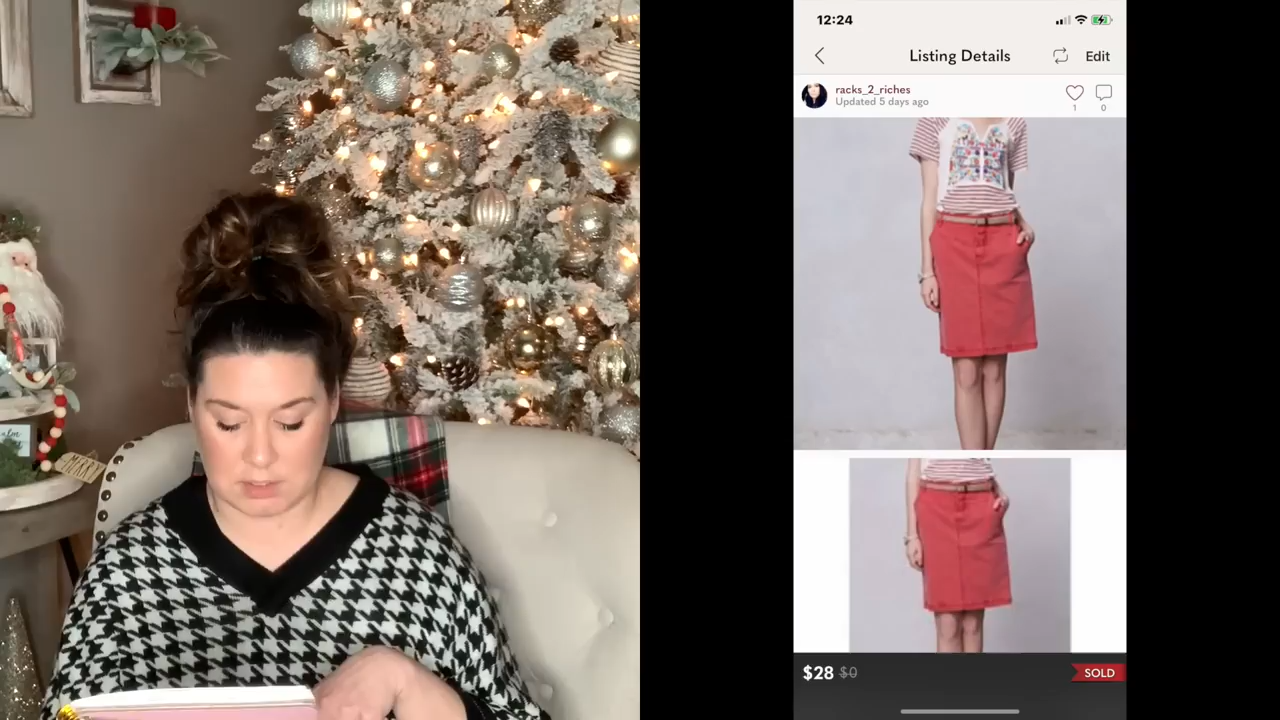 12:24
Listing Details
Edit
racks_2_riches
Updated 5 days ago
1
0
$28 $0
SOLD